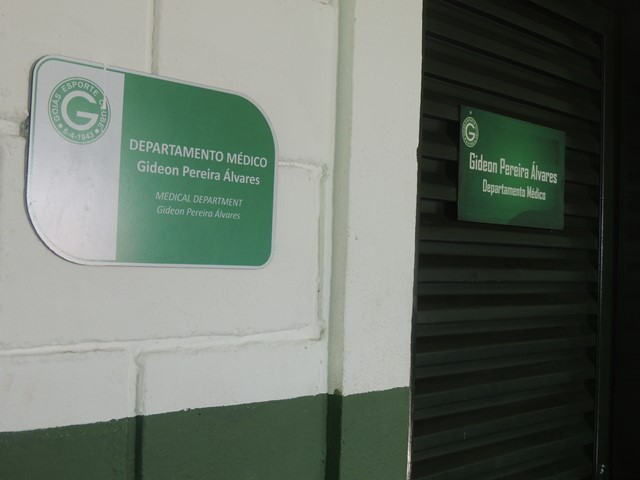 GOIÁS ESPORTE CLUBE
G
6-4-1943
DEPARTAMENTO MÉDICO
Gideon Pereira Álvares
MEDICAL DEPARTMENT
Gideon Pereira Álvares
G
Gideon Pereira Álvares
Departamento Médico